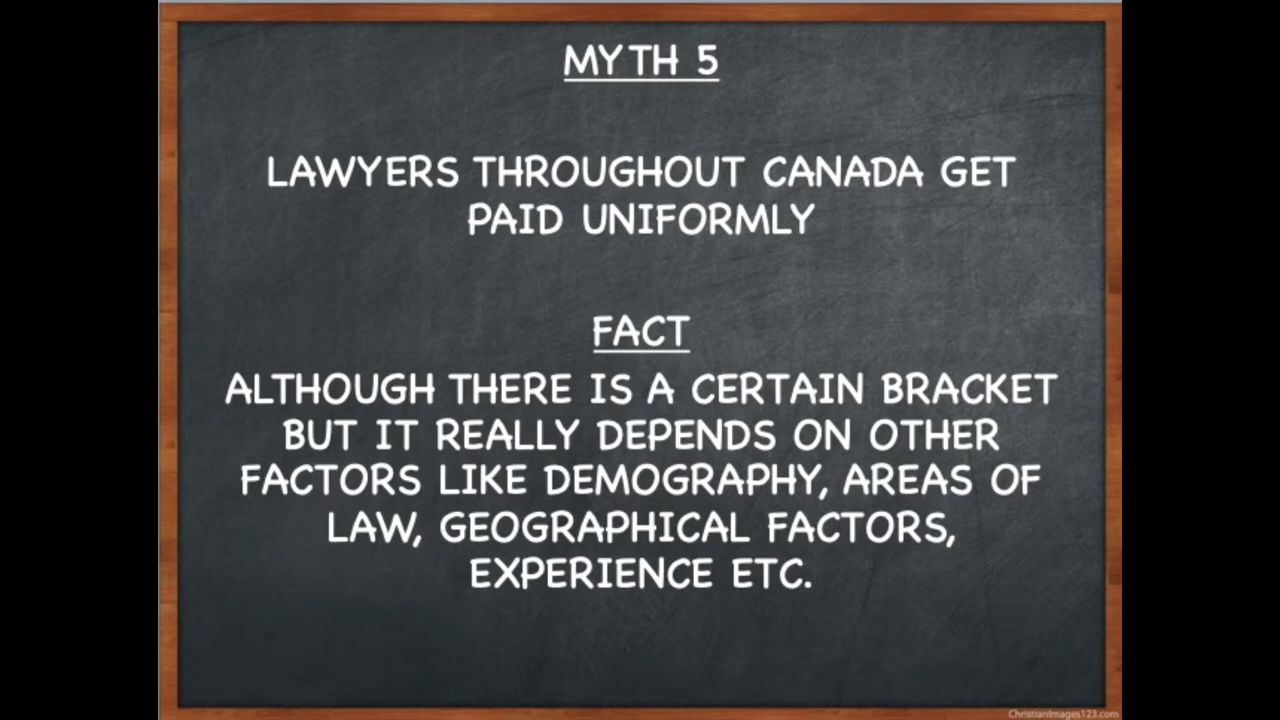 MYTH 5
LAWYERS THROUGHOUT CANADA GET
PAID UNIFORMLY
FACT
ALTHOUGH THERE IS A CERTAIN BRACKET
BUT IT REALLY DEPENDS ON OTHER
FACTORS LIKE DEMOGRAPHY, AREAS OF
LAW, GEOGRAPHICAL FACTORS,
EXPERIENCE ETC.
ChristianImages123.com